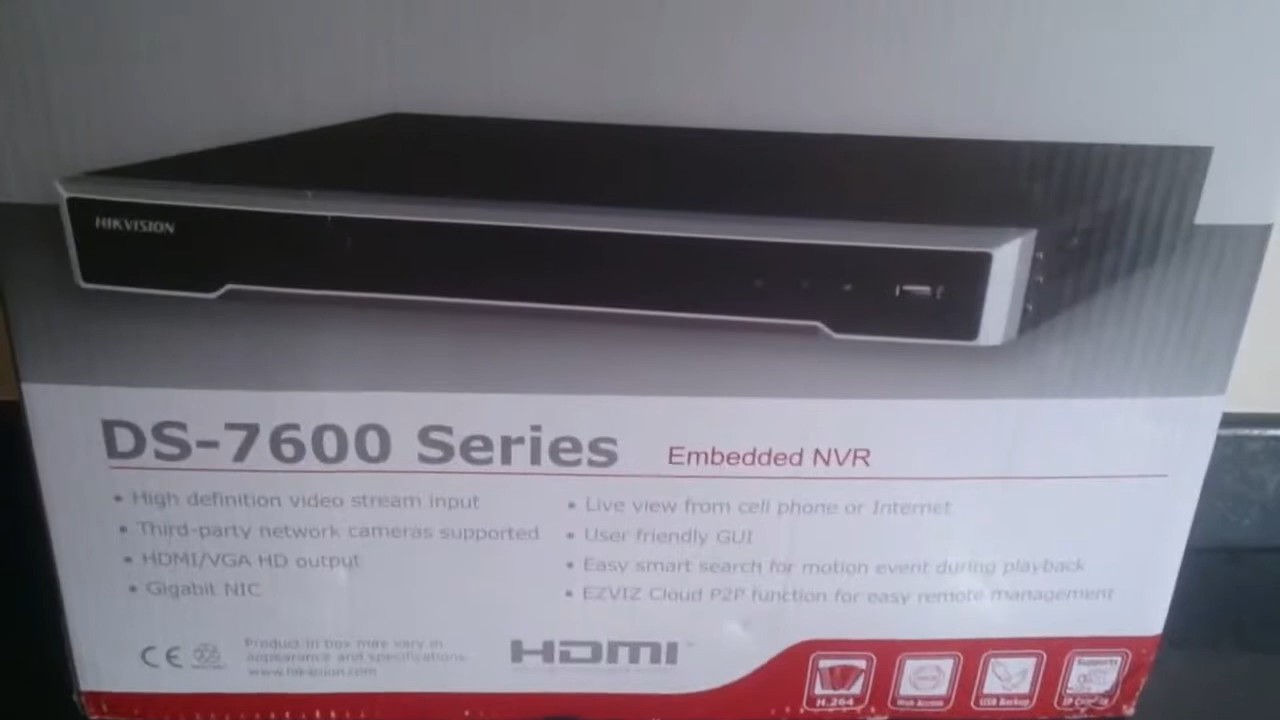 HIKVISION
DS-7600 Series Embedded NVR
• High definition video stream input
• Third-party network cameras supported
• HDMI/VGA HD output
• Gigabit NIC
• Live view from cell phone or Internet
• User friendly GUI
• Easy smart search for motion event during playback
• EZVIZ Cloud P2P function for easy remote management
CE
Product in box may vary in
appearance and specifications.
www.hikvision.com
HDMI
H.264
Web Access
USB Backup
Supports
IP Camera